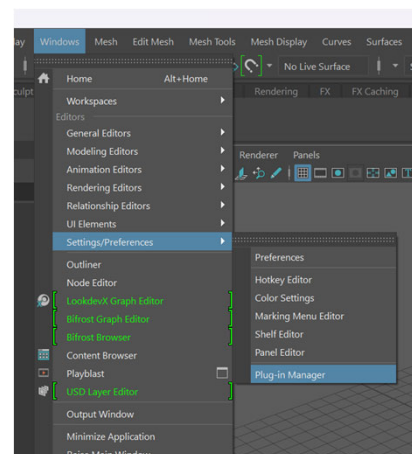 Windows Mesh Edit Mesh Mesh Tools Mesh Display Curves Surfaces
No Live Surface
Home Alt+Home
Rendering FX FX Caching
Workspaces
Editors
General Editors
Modeling Editors
Renderer Panels
Animation Editors
Rendering Editors
Relationship Editors
UI Elements
Settings/Preferences
Preferences
Outliner
Node Editor
Hotkey Editor
LookdevX Graph Editor
Color Settings
Bifrost Graph Editor
Marking Menu Editor
Bifrost Browser
Shelf Editor
Content Browser
Panel Editor
Playblast
Plug-in Manager
USD Layer Editor
Output Window
Minimize Application
Raise Main Window